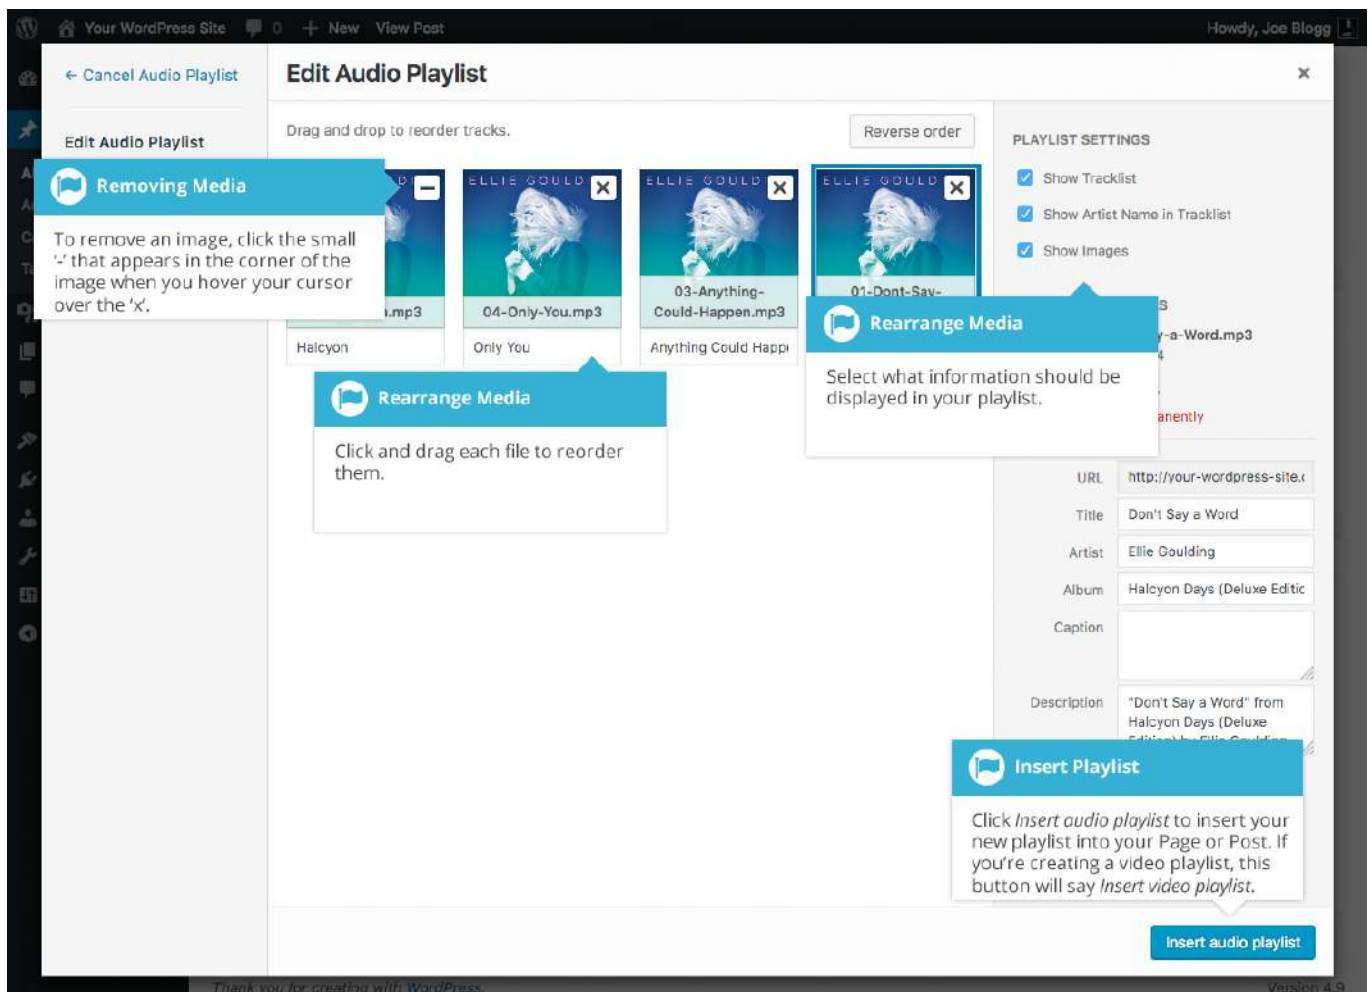 Your WordPress Site 0 + New View Post Howdy, Joe Blogg
← Cancel Audio Playlist
Edit Audio Playlist
Edit Audio Playlist
×
Drag and drop to reorder tracks.
Reverse order
Removing Media
To remove an image, click the small
‘-’ that appears in the corner of the
image when you hover your cursor
over the ‘x’.
ELLIE GOULD
ELLIE GOULD
ELLIE GOULD
.mp3
04-Only-You.mp3
03-Anything-
Could-Happen.mp3
01-Dont-Say-
Halcyon
Only You
Anything Could Happ
Rearrange Media
Click and drag each file to reorder
them.
PLAYLIST SETTINGS
Show Tracklist
Show Artist Name in Tracklist
Show Images
Rearrange Media
Select what information should be
displayed in your playlist.
-a-Word.mp3
anently
URL http://your-wordpress-site.
Title Don't Say a Word
Artist Ellie Goulding
Album Halcyon Days (Deluxe Editic
Caption
Description "Don't Say a Word" from
Halcyon Days (Deluxe
Insert Playlist
Click Insert audio playlist to insert your
new playlist into your Page or Post. If
you’re creating a video playlist, this
button will say Insert video playlist.
Insert audio playlist
Thank you for creating with WordPress.
Version 4.9